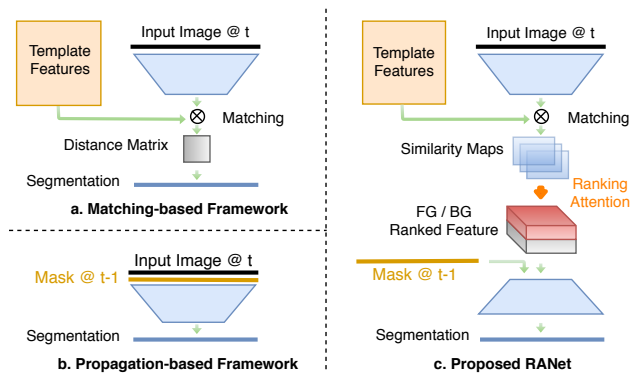 Input Image @ t
Template
Features
Matching
Distance Matrix
Segmentation
a. Matching-based Framework
Input Image @ t
Mask @ t-1
Segmentation
b. Propagation-based Framework
Input Image @ t
Template
Features
Matching
Similarity Maps
Ranking
Attention
FG / BG
Ranked Feature
Mask @ t-1
Segmentation
c. Proposed RANet